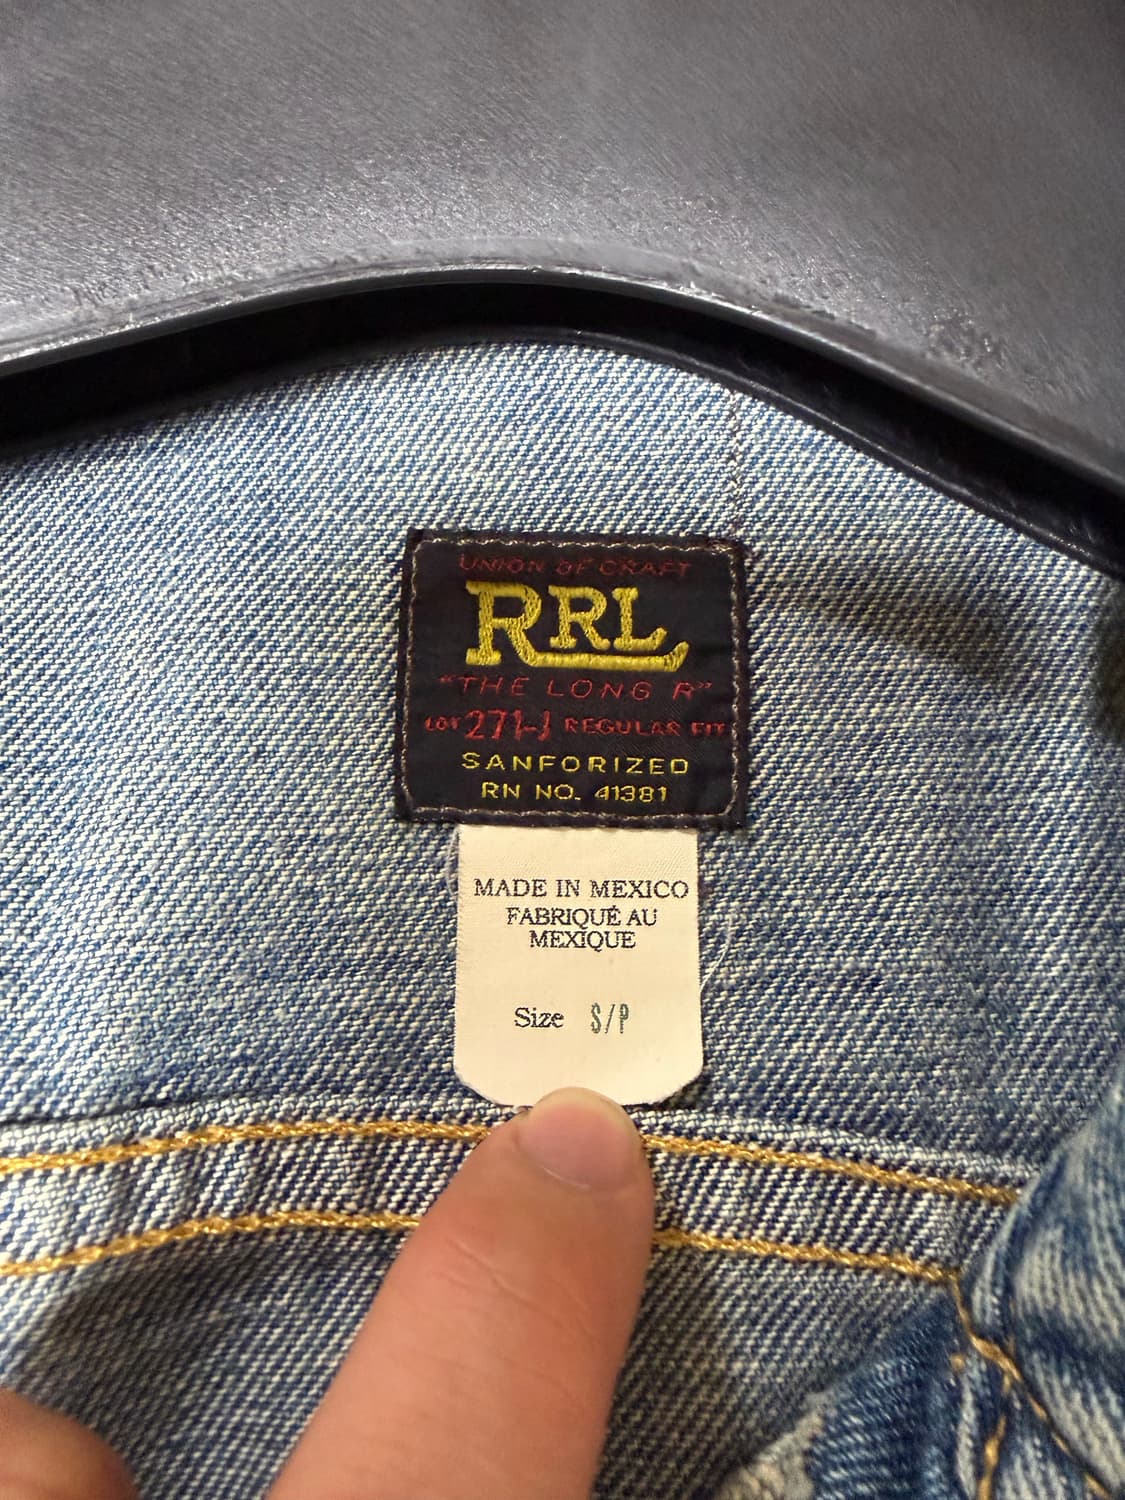 UNION OF CRAFT
RRL
"THE LONG R"
LOT 271-J REGULAR FIT
SANFORIZED
RN NO. 41381
MADE IN MEXICO
FABRIQUÉ AU
MEXIQUE
Size S/P